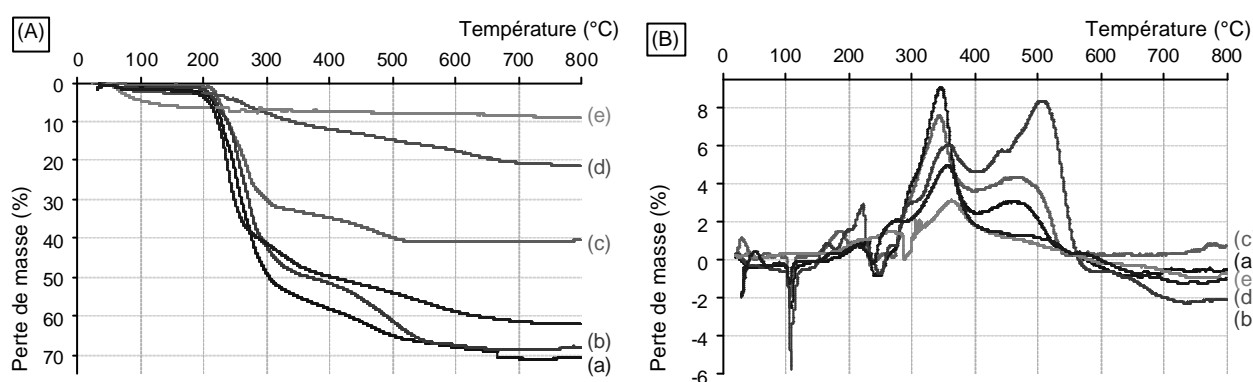 (A)
Température (°C)
0 100 200 300 400 500 600 700 800
0
10
20
30
40
50
60
70
Perte de masse (%)
(e)
(d)
(c)
(b)
(a)
(B)
Température (°C)
0 100 200 300 400 500 600 700 800
8
6
4
2
0
-2
-4
-6
Perte de masse (%)
(c
(a
(e
(d
(b